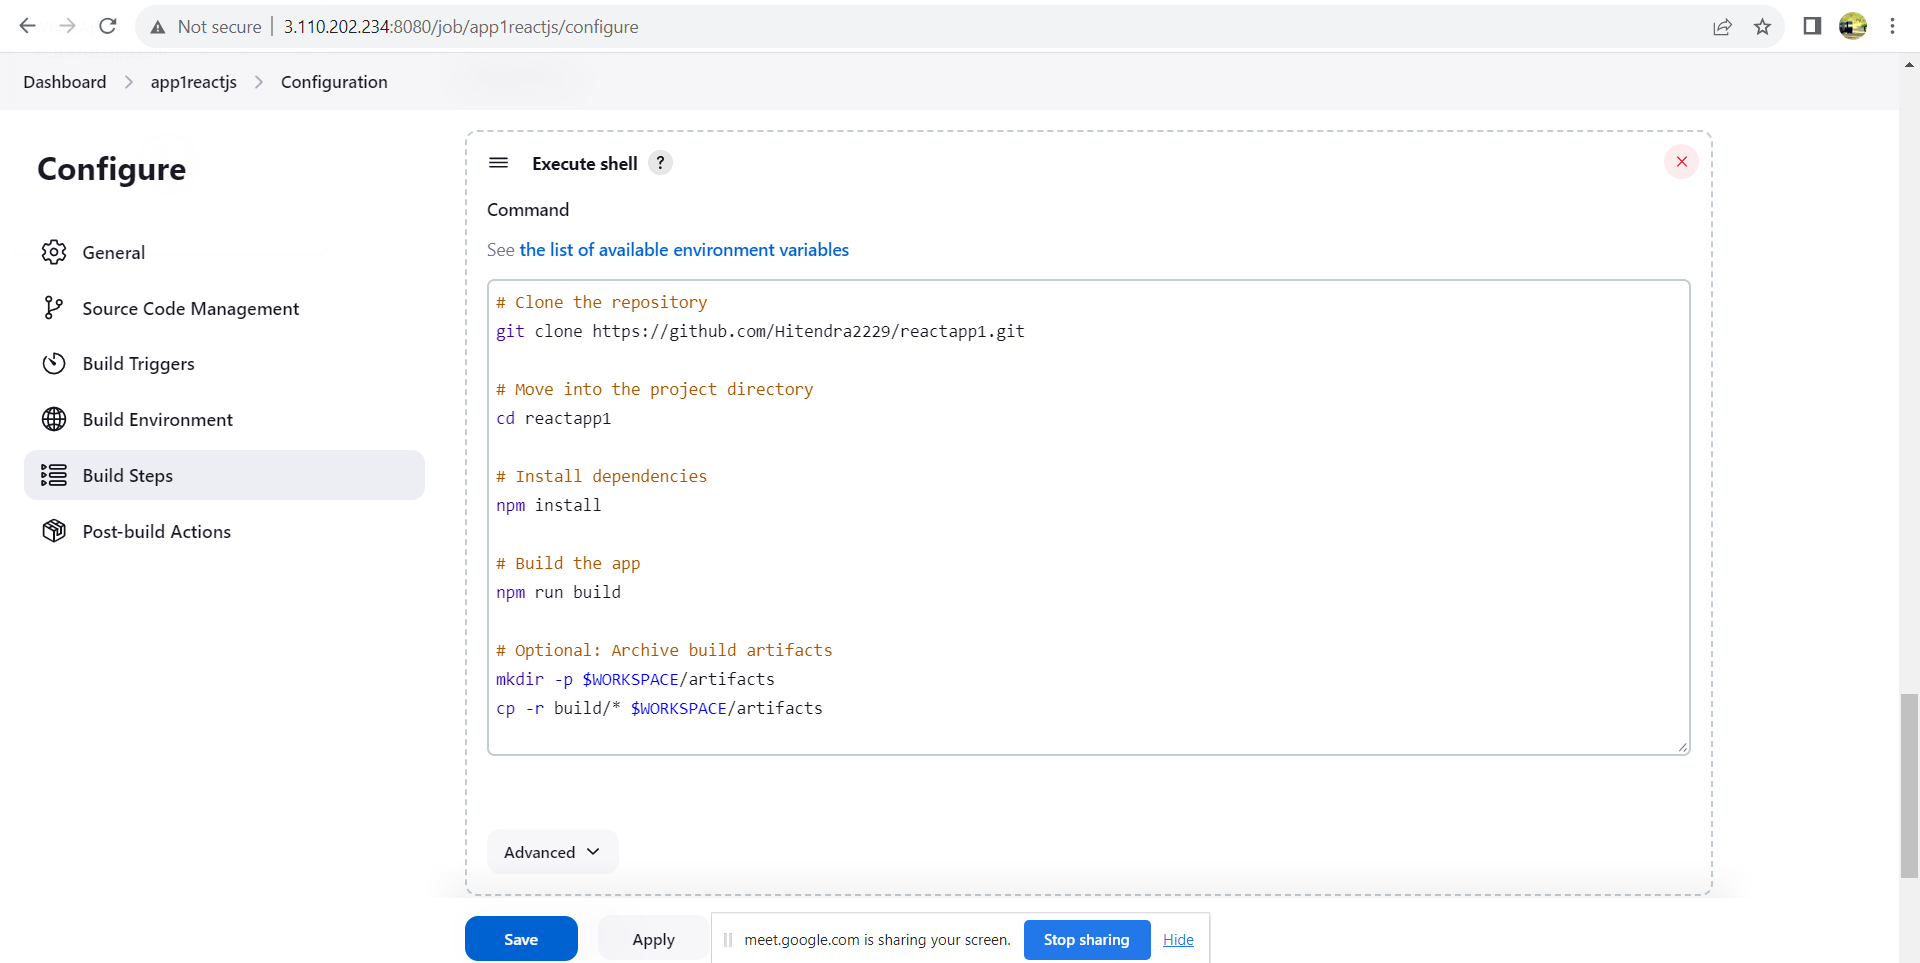 Not secure | 3.110.202.234:8080/job/app1reactjs/configure
Dashboard > app1reactjs > Configuration
Configure
General
Source Code Management
Build Triggers
Build Environment
Build Steps
Post-build Actions
Execute shell ?
Command
See the list of available environment variables
# Clone the repository
git clone https://github.com/Hitendra2229/reactapp1.git
# Move into the project directory
cd reactapp1
# Install dependencies
npm install
# Build the app
npm run build
# Optional: Archive build artifacts
mkdir -p $WORKSPACE/artifacts
cp -r build/* $WORKSPACE/artifacts
Advanced
Save
Apply
meet.google.com is sharing your screen.
Stop sharing
Hide